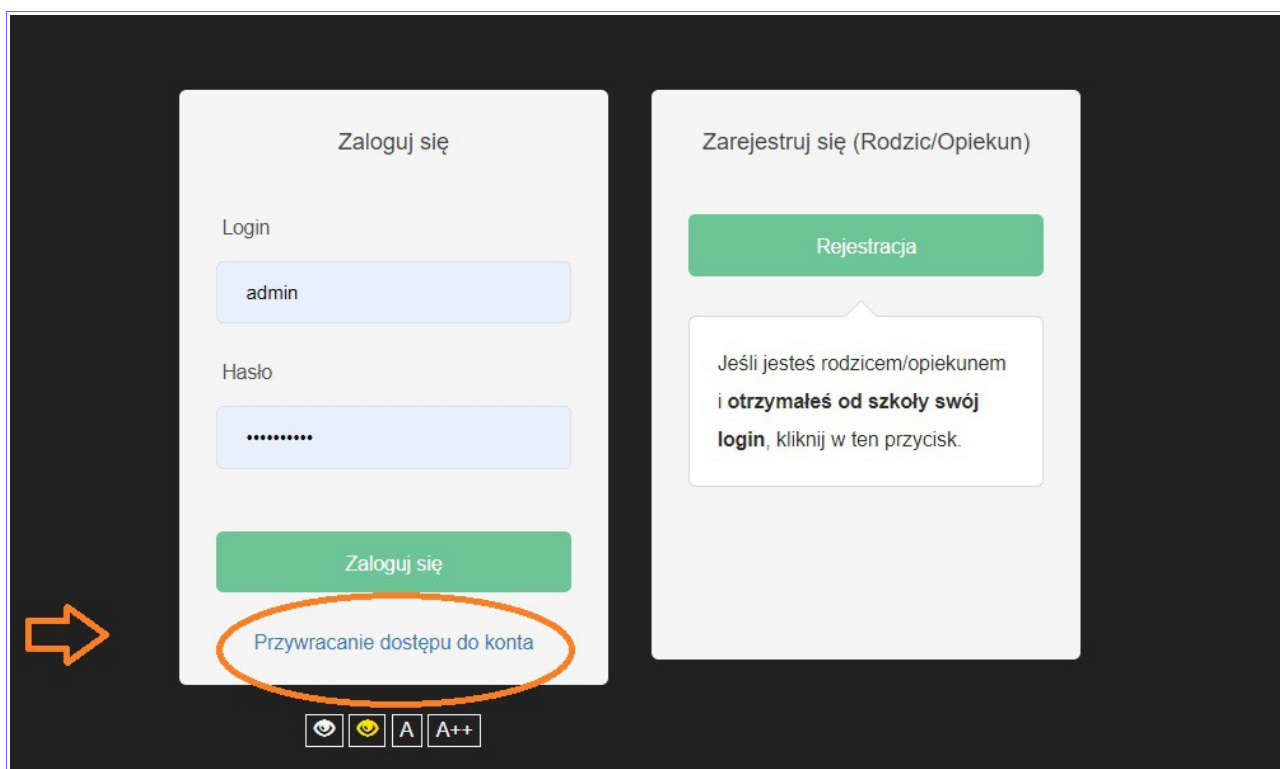 Zaloguj się
Login
admin
Hasło
••••••••••
Zaloguj się
Przywracanie dostępu do konta
Zarejestruj się (Rodzic/Opiekun)
Rejestracja
Jeśli jesteś rodzicem/opiekunem
i otrzymałeś od szkoły swój
login, kliknij w ten przycisk.
A
A++